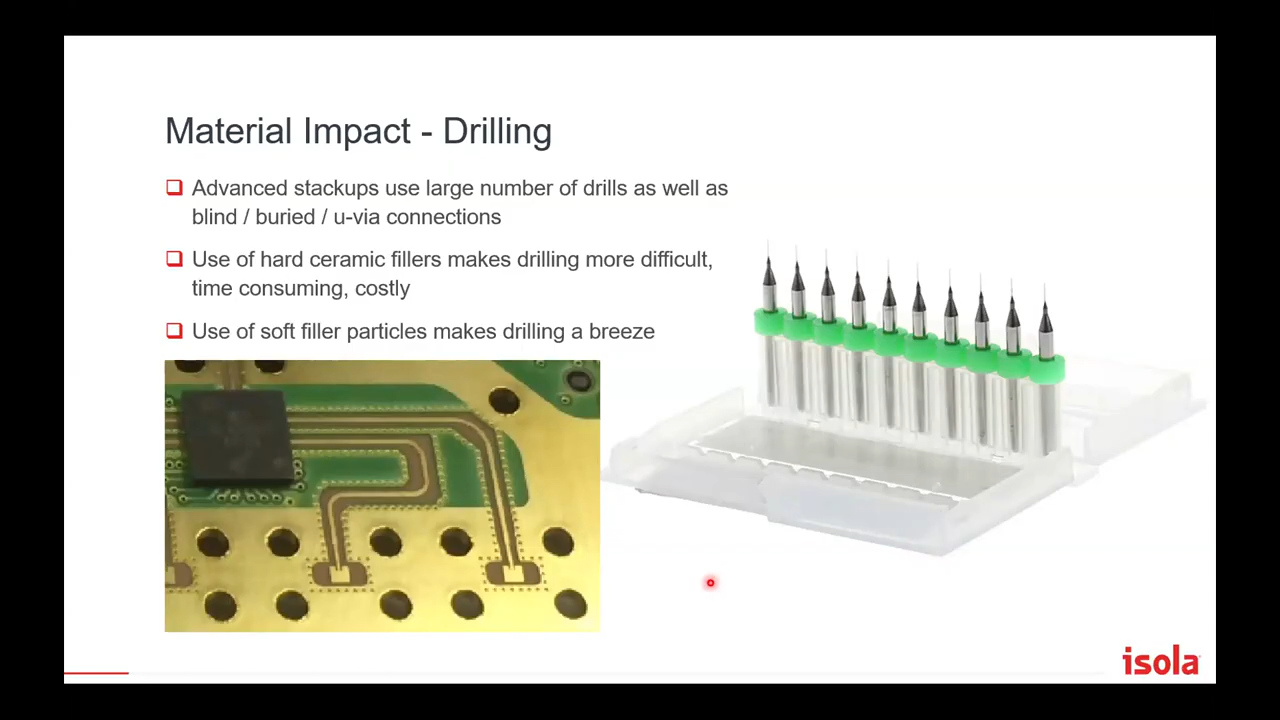 Material Impact - Drilling
Advanced stackups use large number of drills as well as
blind / buried / u-via connections
Use of hard ceramic fillers makes drilling more difficult,
time consuming, costly
Use of soft filler particles makes drilling a breeze
isola